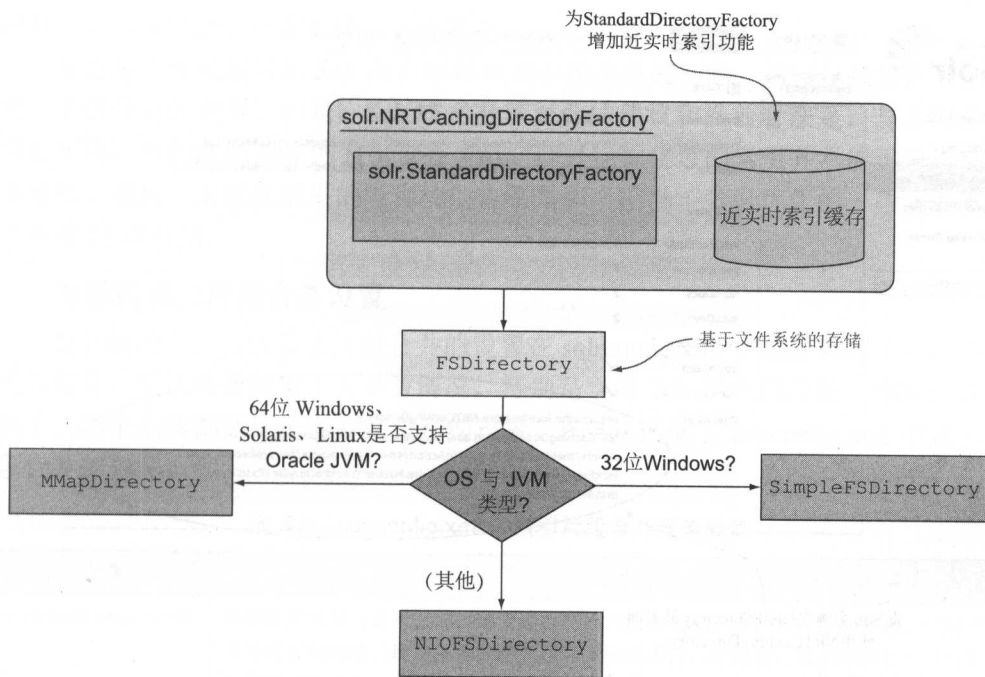 为StandardDirectoryFactory
增加近实时索引功能
solr.NRTCachingDirectoryFactory
solr.StandardDirectoryFactory
近实时索引缓存
FSDirectory
基于文件系统的存储
64位 Windows、
Solaris、Linux是否支持
Oracle JVM?
MMapDirectory
OS 与 JVM
类型?
32位Windows?
SimpleFSDirectory
(其他)
NIOFSDirectory